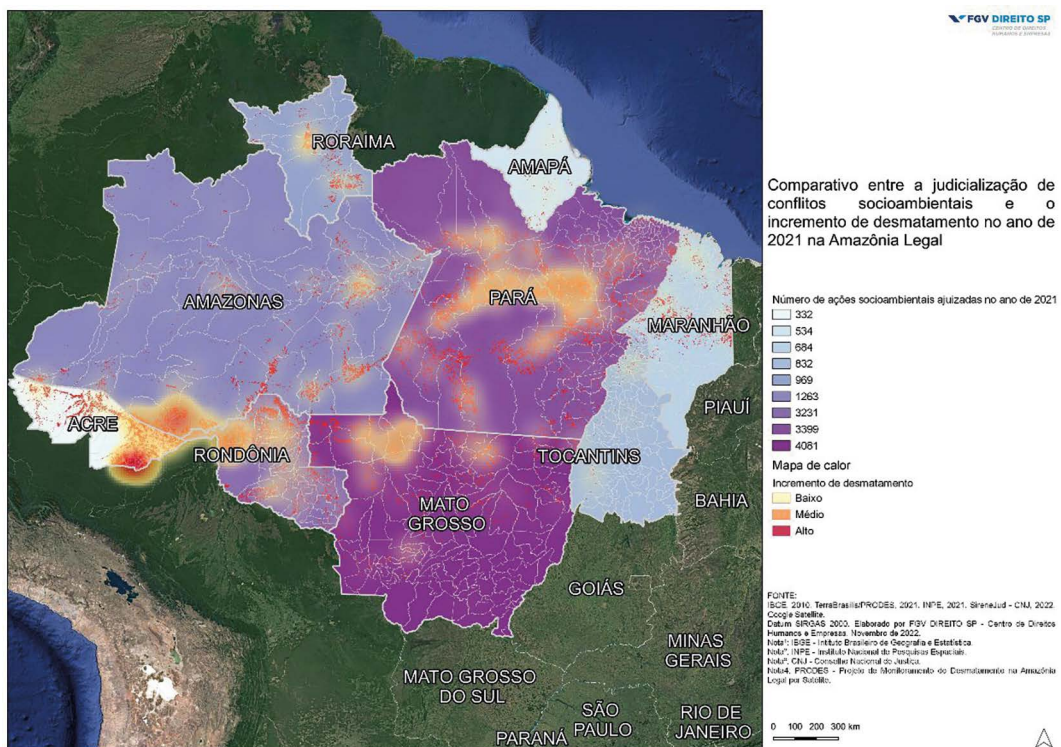 FGV DIREITO SP
CENTRO DE DIREITOS
HUMANOS E EMPRESAS
RORAÍMA
AMAPÁ
AMAZONAS
PARÁ
MARANHÃO
PIAUÍ
ACRE
RONDÔNIA
TOCANTINS
BAHIA
MATO
GROSSO
GOIÁS
MINAS
GERAIS
MATO GROSSO
DO SUL
SÃO
PAULO
RIO DE
JANEIRO
PARANÁ
Comparativo entre a judicialização de
conflitos socioambientais e o
incremento de desmatamento no ano de
2021 na Amazônia Legal
Número de ações socioambientais ajuizadas no ano de 2021
332
534
684
832
969
1263
3231
3399
4081
Mapa de calor
Incremento de desmatamento
Baixo
Médio
Alto
FONTE:
IBGE, 2010. TerraBrasilis/PRODES, 2021. INPE, 2021. SireneJud - CNJ, 2022.
Google Satellite.
Datum SIRGAS 2000. Elaborado por FGV DIREITO SP - Centro de Direitos
Humanos e Empresas. Novembro de 2022.
Nota¹: IBGE - Intituto Brasileiro de Geografia e Estatística.
Nota², INPE - Instituto Nacional de Pesquisas Espaciais.
Nota³, CNJ - Conselho Nacional de Justiça.
Nota4, PRODES - Projeto de Monitoramento do Desmatamento na Amazônia
Legal por Satélite.
0 100 200 300 km